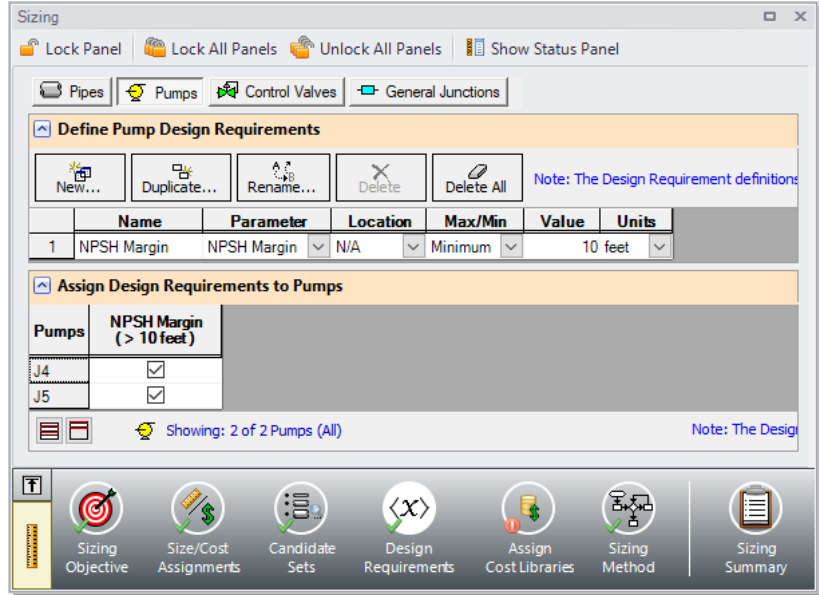 Sizing
Lock Panel Lock All Panels Unlock All Panels Show Status Panel
Pipes Pumps Control Valves General Junctions
Define Pump Design Requirements
New... Duplicate... Rename... Delete Delete All Note: The Design Requirement definitions
Name Parameter Location Max/Min Value Units
1 NPSH Margin NPSH Margin N/A Minimum 10 feet
Assign Design Requirements to Pumps
Pumps NPSH Margin
( > 10 feet )
J4
J5
Showing: 2 of 2 Pumps (All) Note: The Desig
Sizing Size/Cost Candidate Design Assign Sizing Sizing
Objective Assignments Sets Requirements Cost Libraries Method Summary